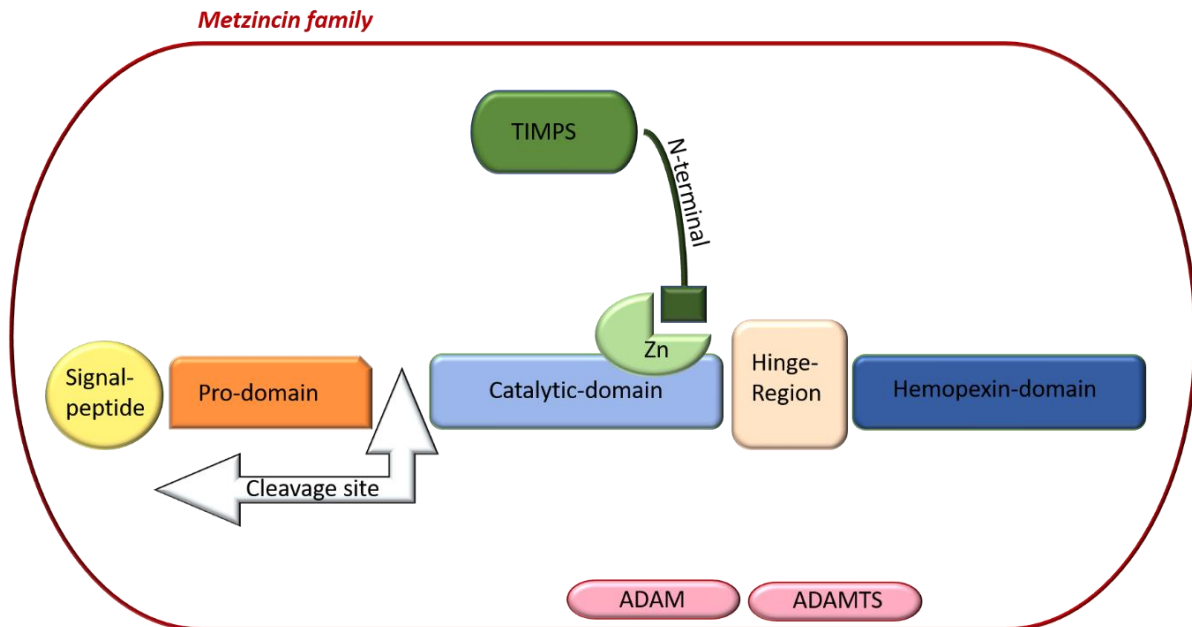 Metzincin family
TIMPS
N-terminal
Zn
Signal-
peptide
Pro-domain
Catalytic-domain
Hinge-
Region
Hemopexin-domain
Cleavage site
ADAM
ADAMTS